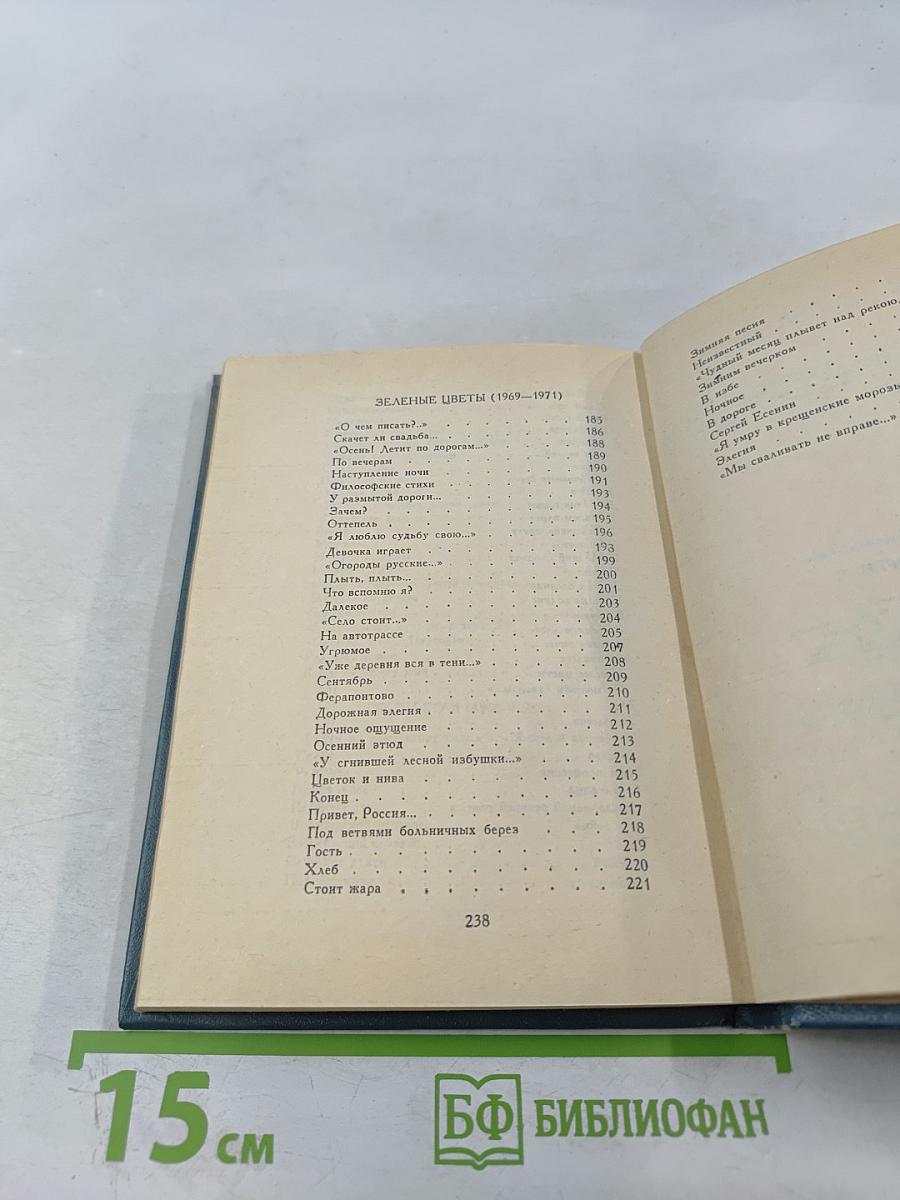 ЗЕЛЕНЫЕ ЦВЕТЫ (1969—1971)
«О чем писать?..» . . . . . . . 185
Скачет ли свадьба... . . . . . . . 186
«Осень! Летит по дорогам...» . . . . . 188
По вечерам . . . . . . . . 189
Наступление ночи . . . . . . . 190
Философские стихи . . . . . . . 191
У размытой дороги... . . . . . . 193
Зачем? . . . . . . . . . 194
Оттепель . . . . . . . . . 195
«Я люблю судьбу свою...» . . . . . 196
Девочка играет . . . . . . . 193
«Огороды русские...» . . . . . . 199
Плыть, плыть... . . . . . . . 200
Что вспомню я? . . . . . . . . 201
Далекое . . . . . . . . . 203
«Село стоит...» . . . . . . . . 204
На автотрассе . . . . . . . 205
Угрюмое . . . . . . . . . 207
«Уже деревня вся в тени...» . . . . . 208
Сентябрь . . . . . . . . . 209
Ферапонтово . . . . . . . . 210
Дорожная элегия . . . . . . . 211
Ночное ощущение . . . . . . . 212
Осенний этюд . . . . . . . . 213
«У сгнившей лесной избушки...» . . . 214
Цветок и нива . . . . . . . . 215
Конец . . . . . . . . . . 216
Привет, Россия... . . . . . . . . 217
Под ветвями больничных берез . . . 218
Гость . . . . . . . . . . 219
Хлеб . . . . . . . . . . 220
Стоит жара . . . . . . . . 221
238
Зимняя песня . . . .
Неизвестный . . . .
«Чудный месяц плывет над рекою,
Зимним вечерком . . . .
В избе . . . .
Ночное . . . .
В дороге . . . .
Сергей Есенин . . . .
«Я умру в крещенские морозы
Элегия . . . .
«Мы сваливать не вправе...»
15 см
БФ БИБЛИОФАН